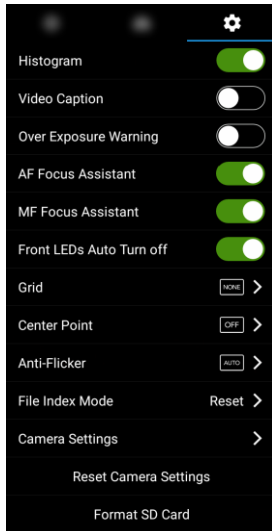 Histogram
Video Caption
Over Exposure Warning
AF Focus Assistant
MF Focus Assistant
Front LEDs Auto Turn off
Grid NONE
Center Point OFF
Anti-Flicker AUTO
File Index Mode Reset
Camera Settings
Reset Camera Settings
Format SD Card